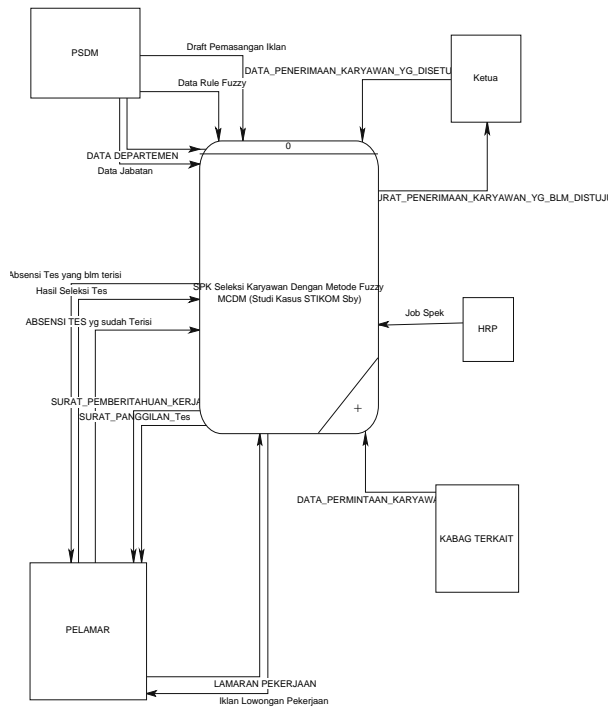 PSDM
Draft Pemasangan Iklan
DATA_PENERIMAAN_KARYAWAN_YG_DISETU
Ketua
Data Rule Fuzzy
0
DATA DEPARTEMEN
Data Jabatan
URAT_PENERIMAAN_KARYAWAN_YG_BLM_DISTUJU
Absensi Tes yang blm terisi
SPK Seleksi Karyawan Dengan Metode Fuzzy
MCDM (Studi Kasus STIKOM Sby)
Hasil Seleksi Tes
ABSENSI TES yg sudah Terisi
Job Spek
HRP
SURAT_PEMBERITAHUAN_KERJA
SURAT_PANGGILAN_Tes
+
DATA_PERMINTAAN_KARYAWA
KABAG TERKAIT
PELAMAR
LAMARAN PEKERJAAN
Iklan Lowongan Pekerjaan